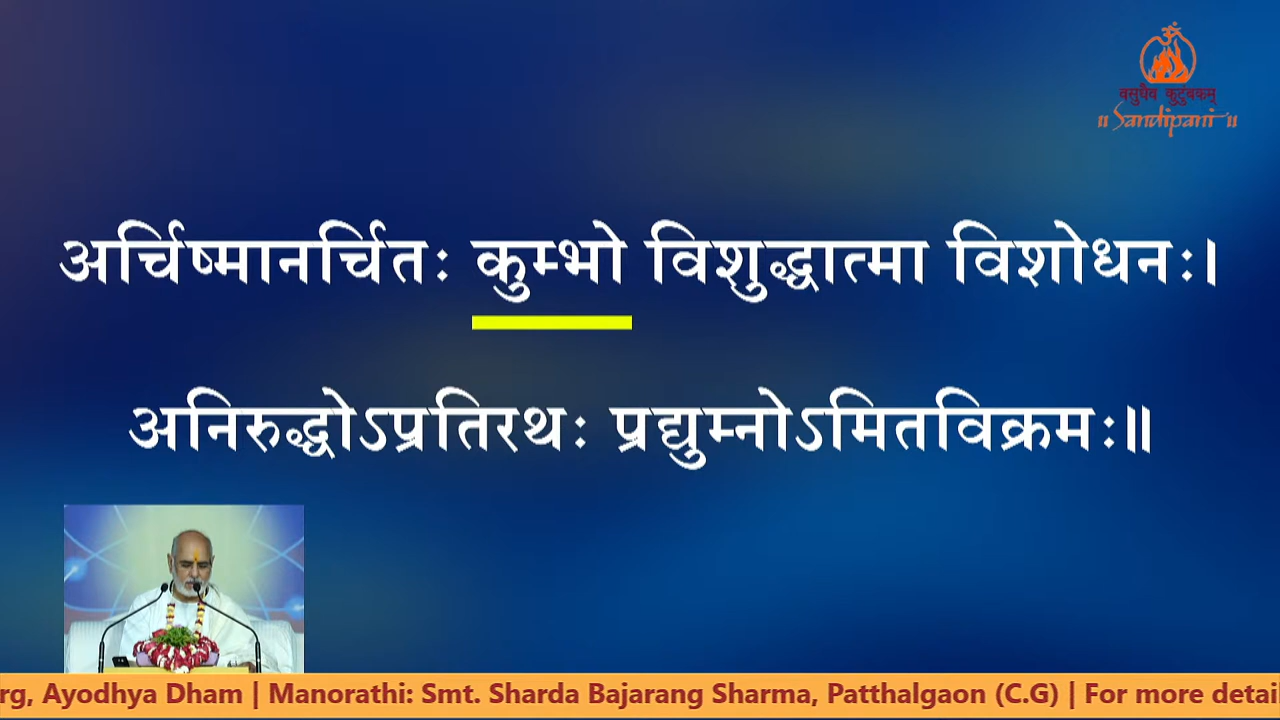 वसुधैव कुटुंबकम्
॥ Sandipani ॥
अर्चिष्मानर्चितः कुम्भो विशुद्धात्मा विशोधनः।
अनिरुद्धोऽप्रतिरथः प्रद्युम्नोऽमितविक्रमः॥
rg, Ayodhya Dham | Manorathi: Smt. Sharda Bajarang Sharma, Patthalgaon (C.G) | For more detai